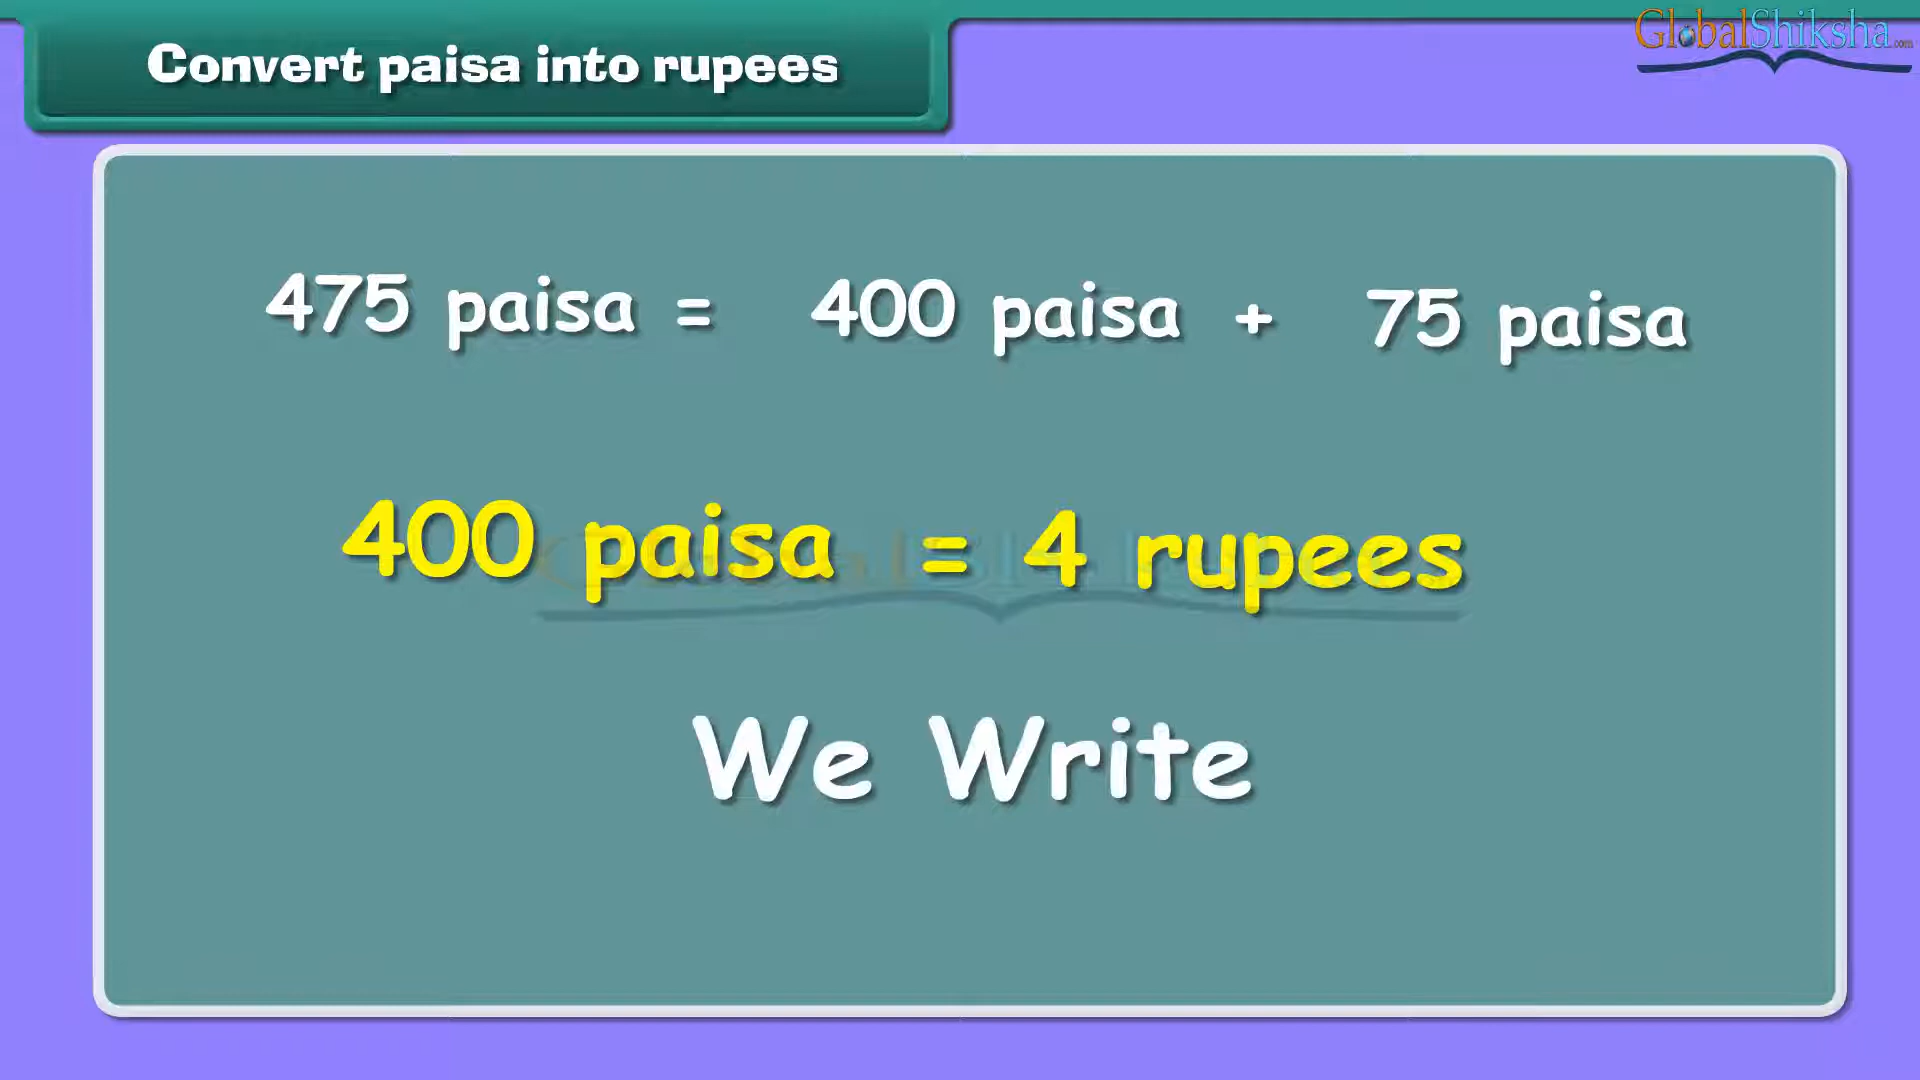 Convert paisa into rupees
GlobalShiksha.com
475 paisa = 400 paisa + 75 paisa
400 paisa = 4 rupees
We Write